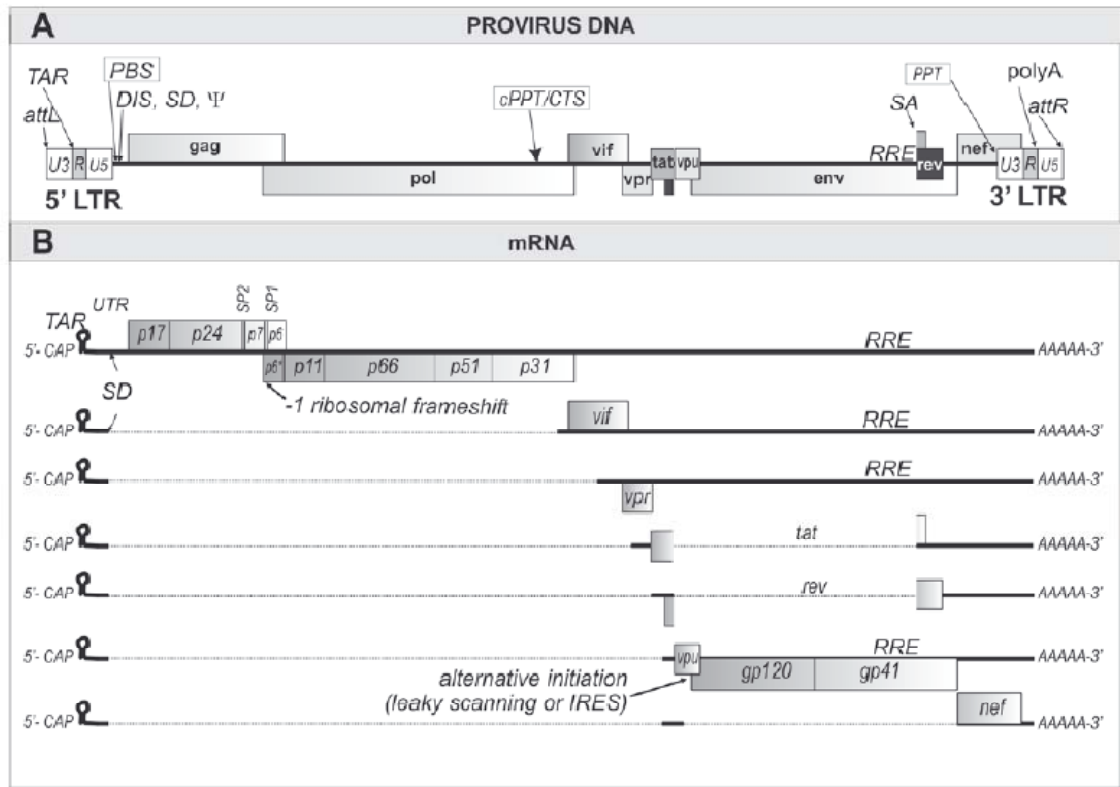 A PROVIRUS DNA
TAR PBS cPPT/CTS PPT polyA
attL DIS, SD, Ψ SA attR
gag vif tat vpu RRE rev nef
U3 R U5 U3 R U5
pol vpr env
5' LTR 3' LTR
B mRNA
UTR SP2 SP1
TAR p17 p24 p7 p6
5'- CAP RRE AAAAA-3'
p6* p11 p66 p51 p31
SD -1 ribosomal frameshift
5'- CAP vif RRE AAAAA-3'
5'- CAP RRE AAAAA-3'
vpr
5'- CAP tat AAAAA-3'
5'- CAP rev AAAAA-3'
5'- CAP vpu RRE AAAAA-3'
alternative initiation gp120 gp41
(leaky scanning or IRES)
5'- CAP nef AAAAA-3'